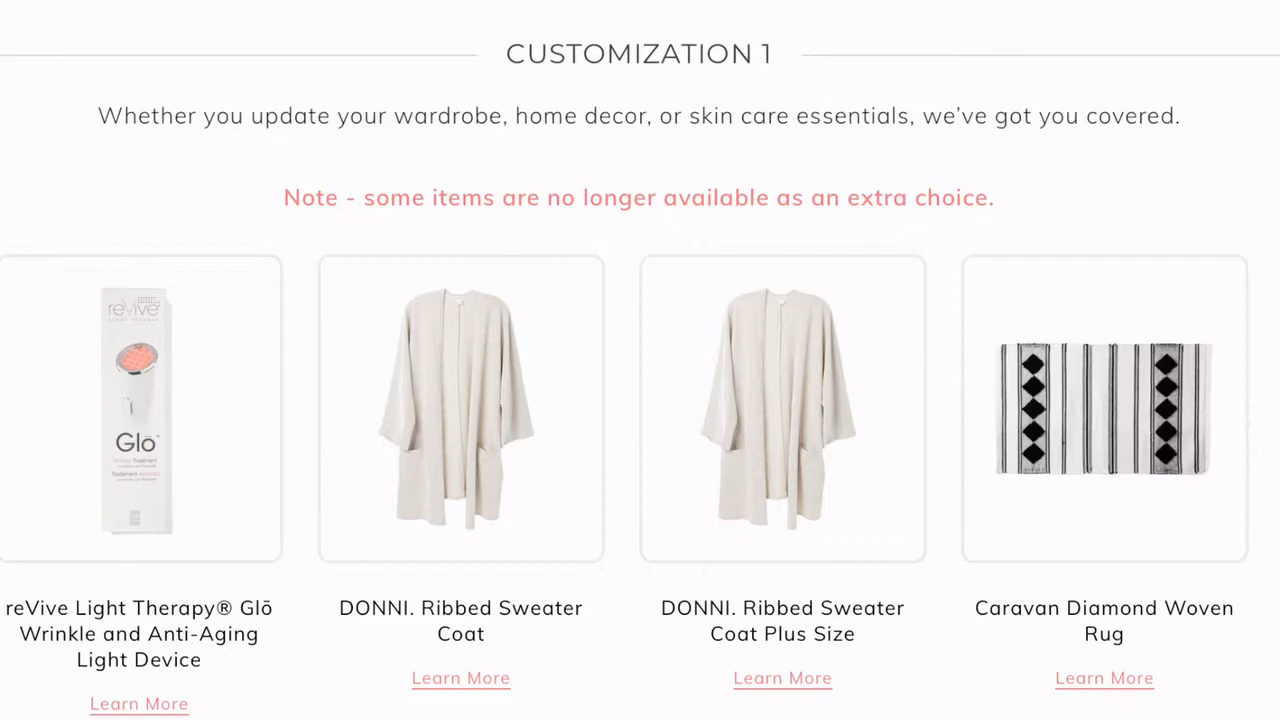 CUSTOMIZATION 1
Whether you update your wardrobe, home decor, or skin care essentials, we’ve got you covered.
Note - some items are no longer available as an extra choice.
reVive
Glō
reVive Light Therapy® Glō
Wrinkle and Anti-Aging
Light Device
Learn More
DONNI. Ribbed Sweater
Coat
Learn More
DONNI. Ribbed Sweater
Coat Plus Size
Learn More
Caravan Diamond Woven
Rug
Learn More